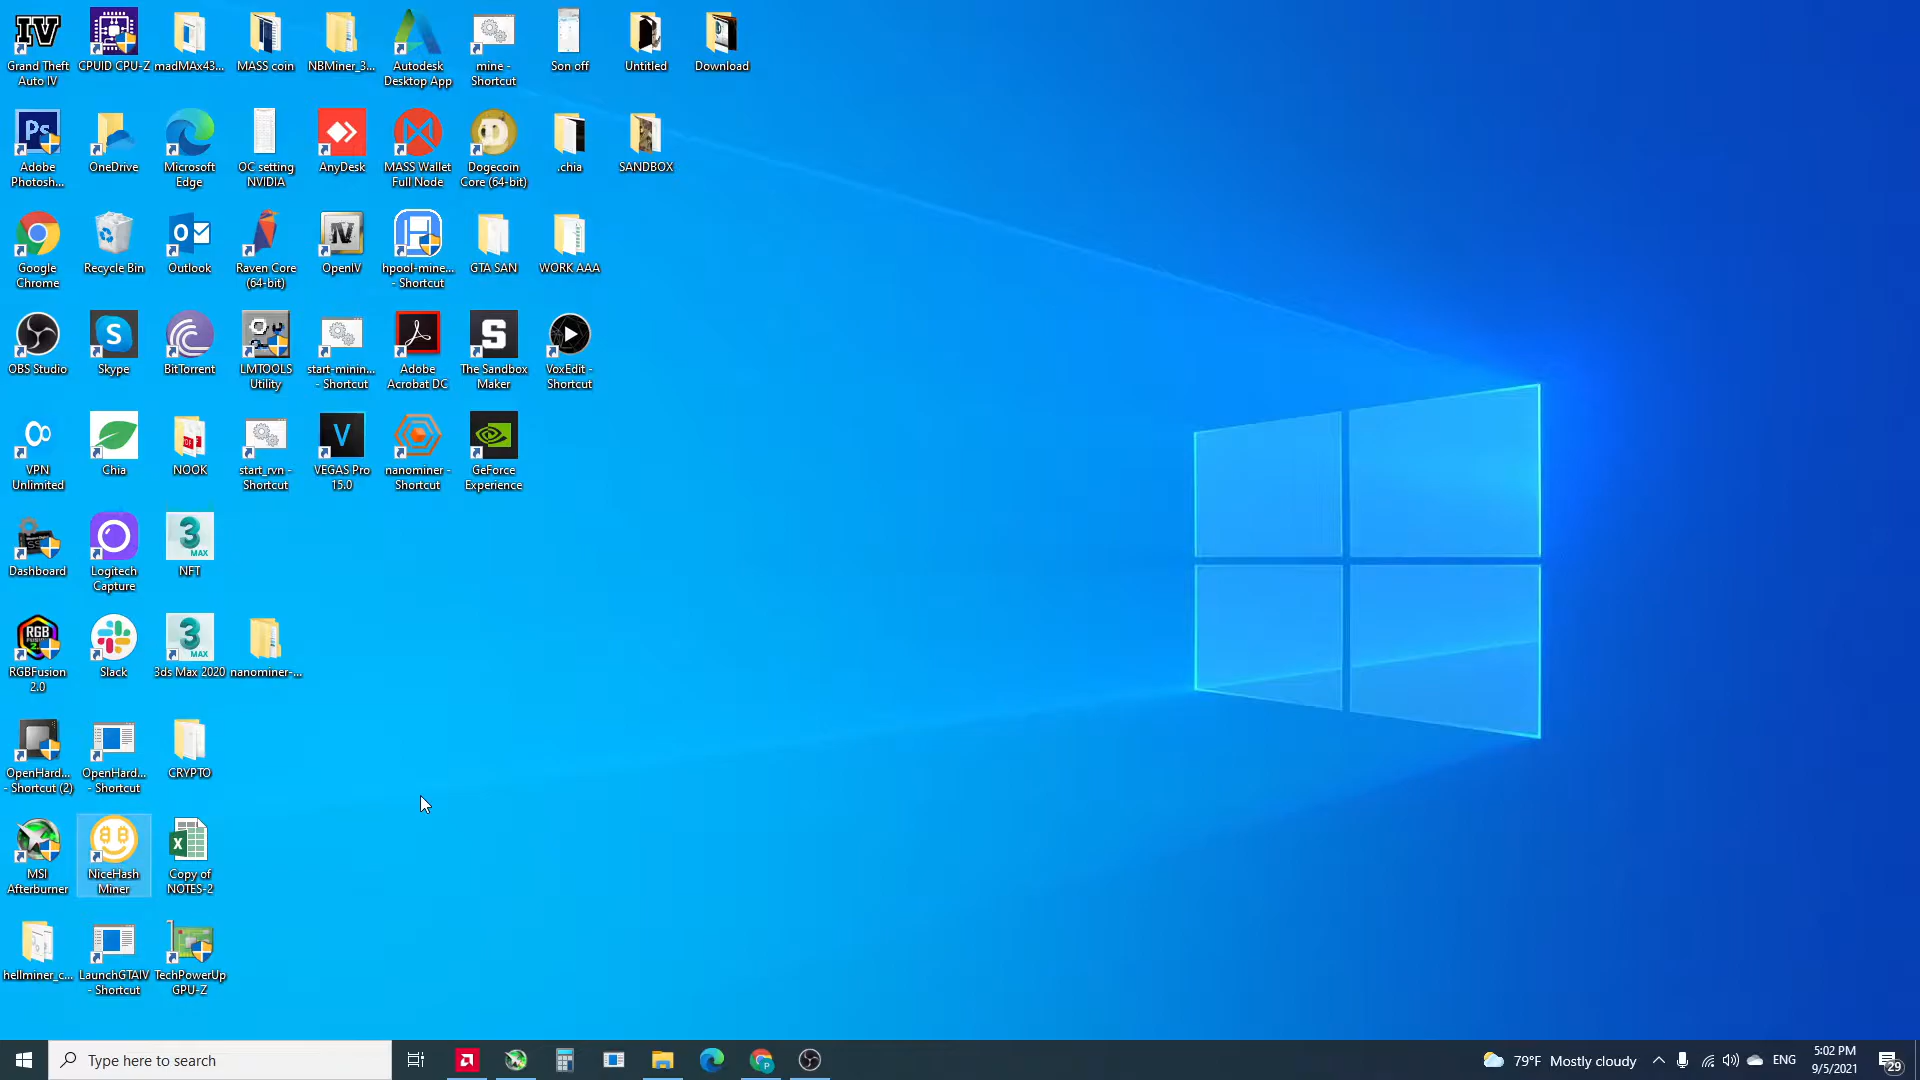 Grand Theft
Auto IV
CPUID CPU-Z
madMAx43...
MASS coin
NBMiner_3...
Autodesk
Desktop App
mine -
Shortcut
Son off
Untitled
Download
Ps
Adobe
Photosh...
OneDrive
Microsoft
Edge
OC setting
NVIDIA
AnyDesk
MASS Wallet
Full Node
Dogecoin
Core (64-bit)
.chia
SANDBOX
Google
Chrome
Recycle Bin
Outlook
Raven Core
(64-bit)
OpenIV
hpool-mine...
- Shortcut
GTA SAN
WORK AAA
OBS Studio
Skype
BitTorrent
LMTOOLS
Utility
start-minin...
- Shortcut
Adobe
Acrobat DC
The Sandbox
Maker
VoxEdit -
Shortcut
VPN
Unlimited
Chia
NOOK
start_rvn -
Shortcut
VEGAS Pro
15.0
nanominer -
Shortcut
GeForce
Experience
Dashboard
Logitech
Capture
3
MAX
NFT
RGB
RGBFusion
2.0
Slack
3
MAX
3ds Max 2020
nanominer-...
OpenHard...
- Shortcut (2)
OpenHard...
- Shortcut
CRYPTO
MSI
Afterburner
NiceHash
Miner
Copy of
NOTES-2
hellminer_c...
LaunchGTAIV
- Shortcut
TechPowerUp
GPU-Z
Type here to search
79°F Mostly cloudy
ENG
5:02 PM
9/5/2021
29